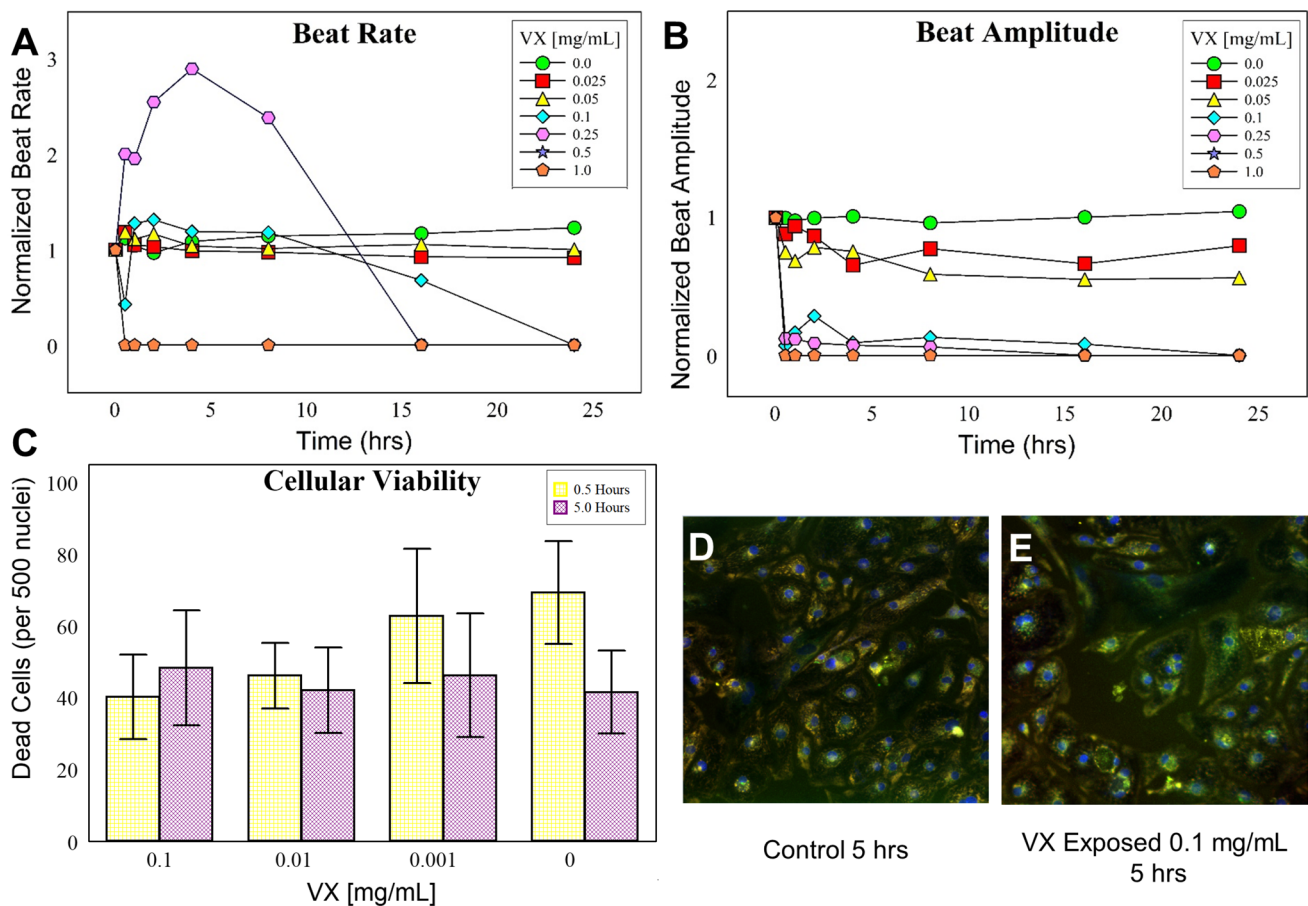 A
Beat Rate
Normalized Beat Rate
3
2
1
0
VX [mg/mL]
0.0
0.025
0.05
0.1
0.25
0.5
1.0
0 5 10 15 20 25
Time (hrs)
B
Beat Amplitude
Normalized Beat Amplitude
2
1
0
VX [mg/mL]
0.0
0.025
0.05
0.1
0.25
0.5
1.0
0 5 10 15 20 25
Time (hrs)
C
Cellular Viability
Dead Cells (per 500 nuclei)
100
80
60
40
20
0
0.5 Hours
5.0 Hours
0.1 0.01 0.001 0
VX [mg/mL]
D
Control 5 hrs
E
VX Exposed 0.1 mg/mL
5 hrs